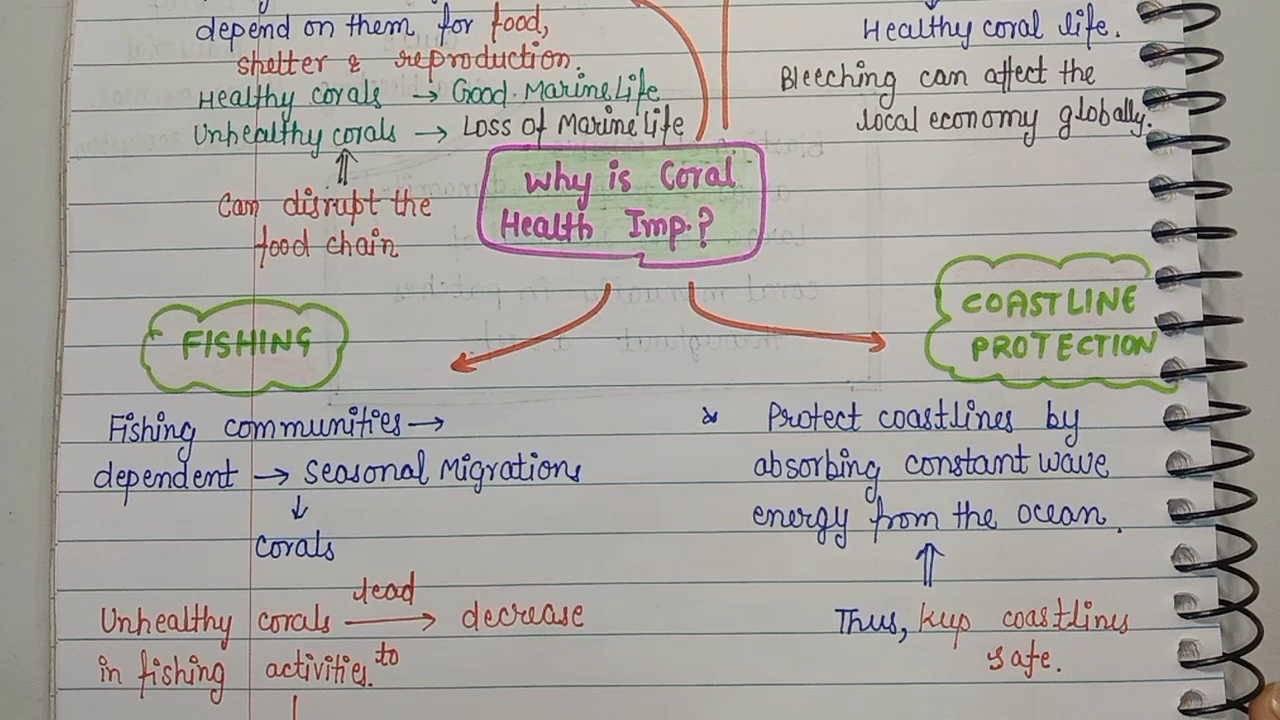 depend on them for food,
shelter & reproduction.
Healthy corals → Good Marine Life
Unhealthy corals → Loss of Marine Life
⇑
Can disrupt the
food chain
Healthy coral life.
Bleeching can affect the
local economy globally.
Why is Coral
Health Imp.?
FISHING
Fishing communities →
dependent → seasonal Migrations
↓
corals
Unhealthy corals lead → decrease
in fishing activities. to
COASTLINE
PROTECTION
Protect coastlines by
absorbing constant wave
energy from the ocean.
⇑
Thus, keep coastlines
safe.